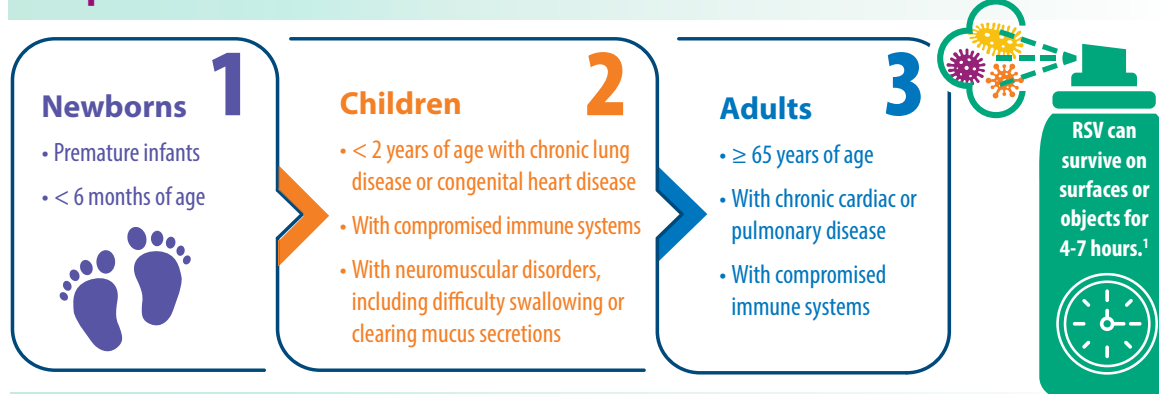 1
Newborns
• Premature infants
• < 6 months of age
2
Children
• < 2 years of age with chronic lung
disease or congenital heart disease
• With compromised immune systems
• With neuromuscular disorders,
including difficulty swallowing or
clearing mucus secretions
3
Adults
• ≥ 65 years of age
• With chronic cardiac or
pulmonary disease
• With compromised
immune systems
RSV can
survive on
surfaces or
objects for
4-7 hours.¹